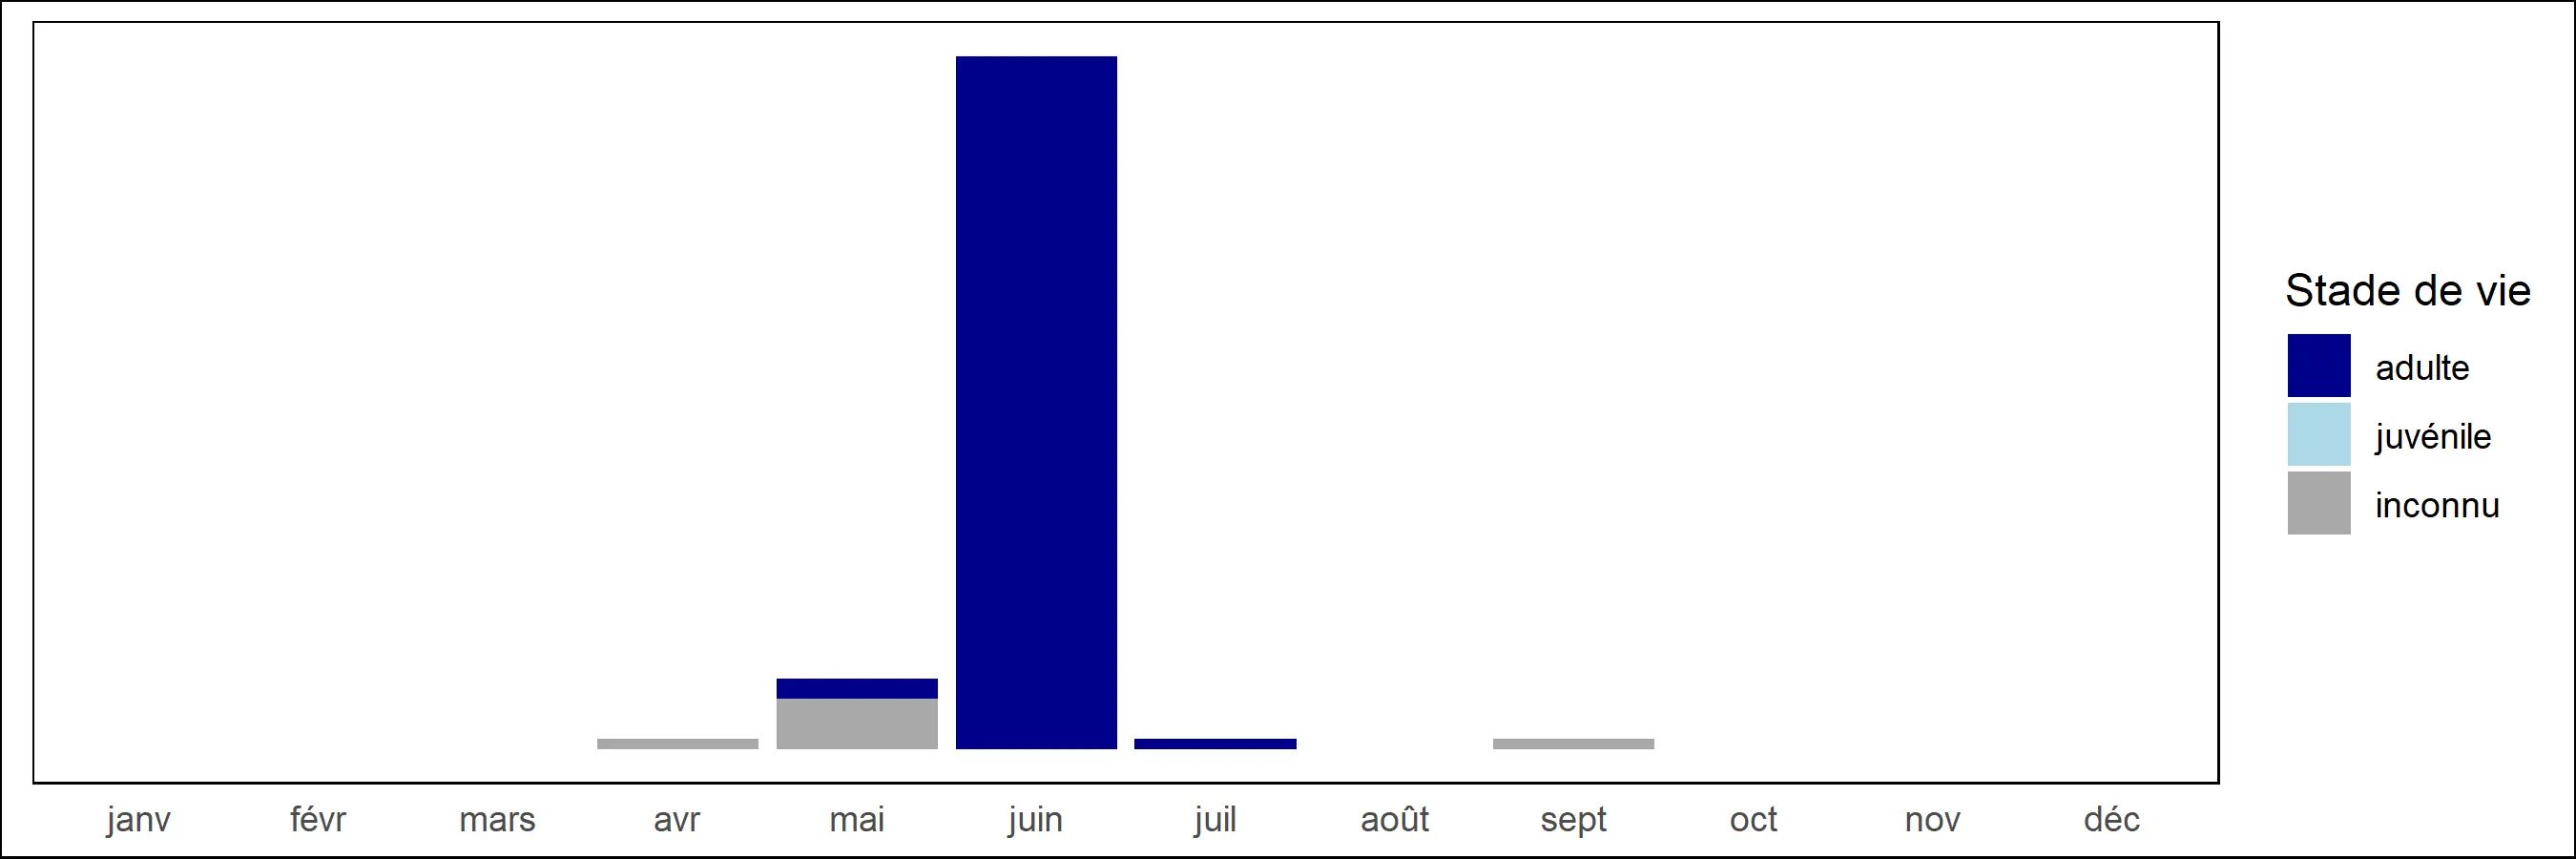 Stade de vie
adulte
juvénile
inconnu
janv févr mars avr mai juin juil août sept oct nov déc